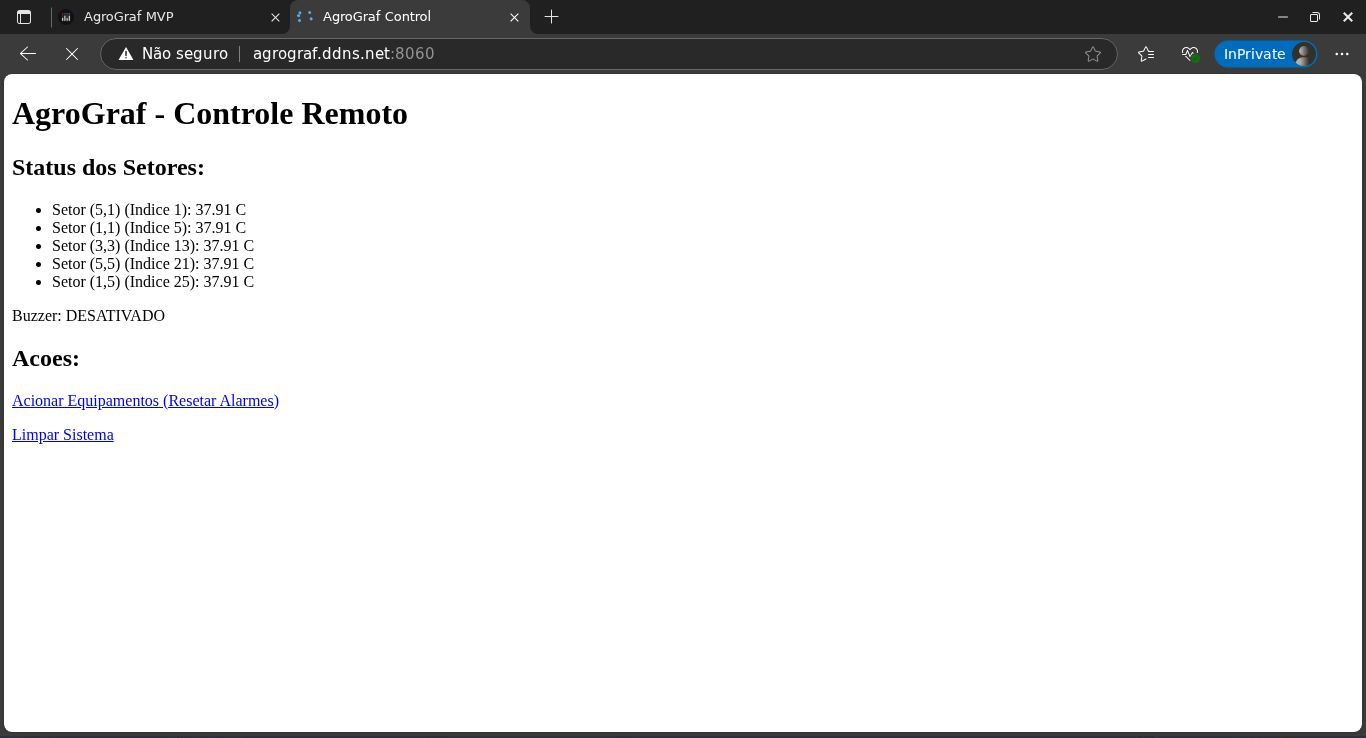 AgroGraf MVP
AgroGraf Control
Não seguro
agrograf.ddns.net:8060
InPrivate
AgroGraf - Controle Remoto
Status dos Setores:
Setor (5,1) (Indice 1): 37.91 C
Setor (1,1) (Indice 5): 37.91 C
Setor (3,3) (Indice 13): 37.91 C
Setor (5,5) (Indice 21): 37.91 C
Setor (1,5) (Indice 25): 37.91 C
Buzzer: DESATIVADO
Acoes:
Acionar Equipamentos (Resetar Alarmes)
Limpar Sistema